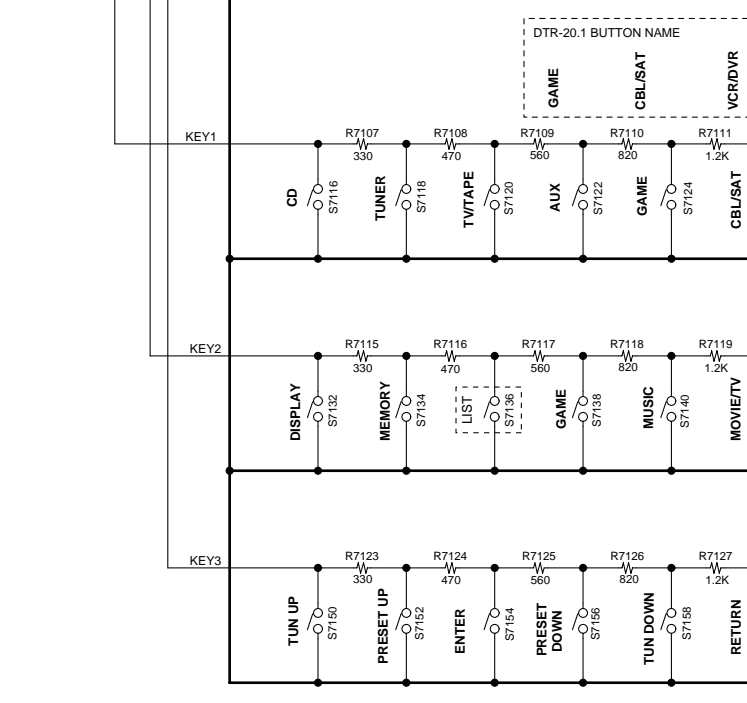 DTR-20.1 BUTTON NAME
GAME
CBL/SAT
VCR/DVR
KEY1
R7107
330
R7108
470
R7109
560
R7110
820
R7111
1.2K
CD
S7116
TUNER
S7118
TV/TAPE
S7120
AUX
S7122
GAME
S7124
CBL/SAT
KEY2
R7115
330
R7116
470
R7117
560
R7118
820
R7119
1.2K
DISPLAY
S7132
MEMORY
S7134
LIST
S7136
GAME
S7138
MUSIC
S7140
MOVIE/TV
KEY3
R7123
330
R7124
470
R7125
560
R7126
820
R7127
1.2K
TUN UP
S7150
PRESET UP
S7152
ENTER
S7154
PRESET
DOWN
S7156
TUN DOWN
S7158
RETURN